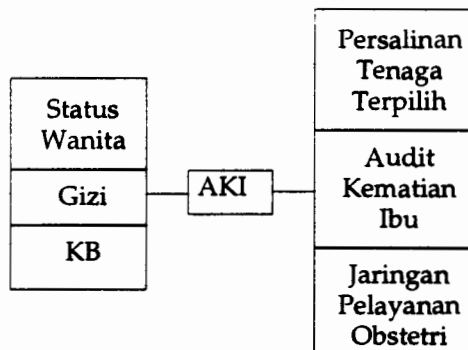 Status
Wanita
Gizi
KB
AKI
Persalinan
Tenaga
Terpilih
Audit
Kematian
Ibu
Jaringan
Pelayanan
Obstetri